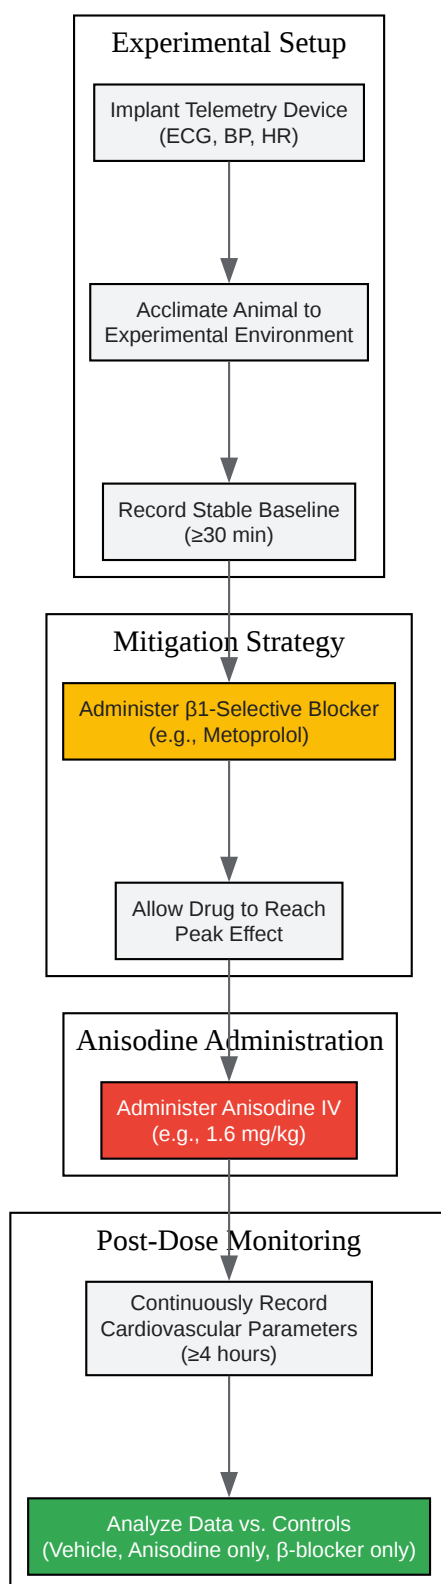 Experimental Setup
Implant Telemetry Device
(ECG, BP, HR)
Acclimate Animal to
Experimental Environment
Record Stable Baseline
(≥30 min)
Mitigation Strategy
Administer β1-Selective Blocker
(e.g., Metoprolol)
Allow Drug to Reach
Peak Effect
Anisodine Administration
Administer Anisodine IV
(e.g., 1.6 mg/kg)
Post-Dose Monitoring
Continuously Record
Cardiovascular Parameters
(≥4 hours)
Analyze Data vs. Controls
(Vehicle, Anisodine only, β-blocker only)